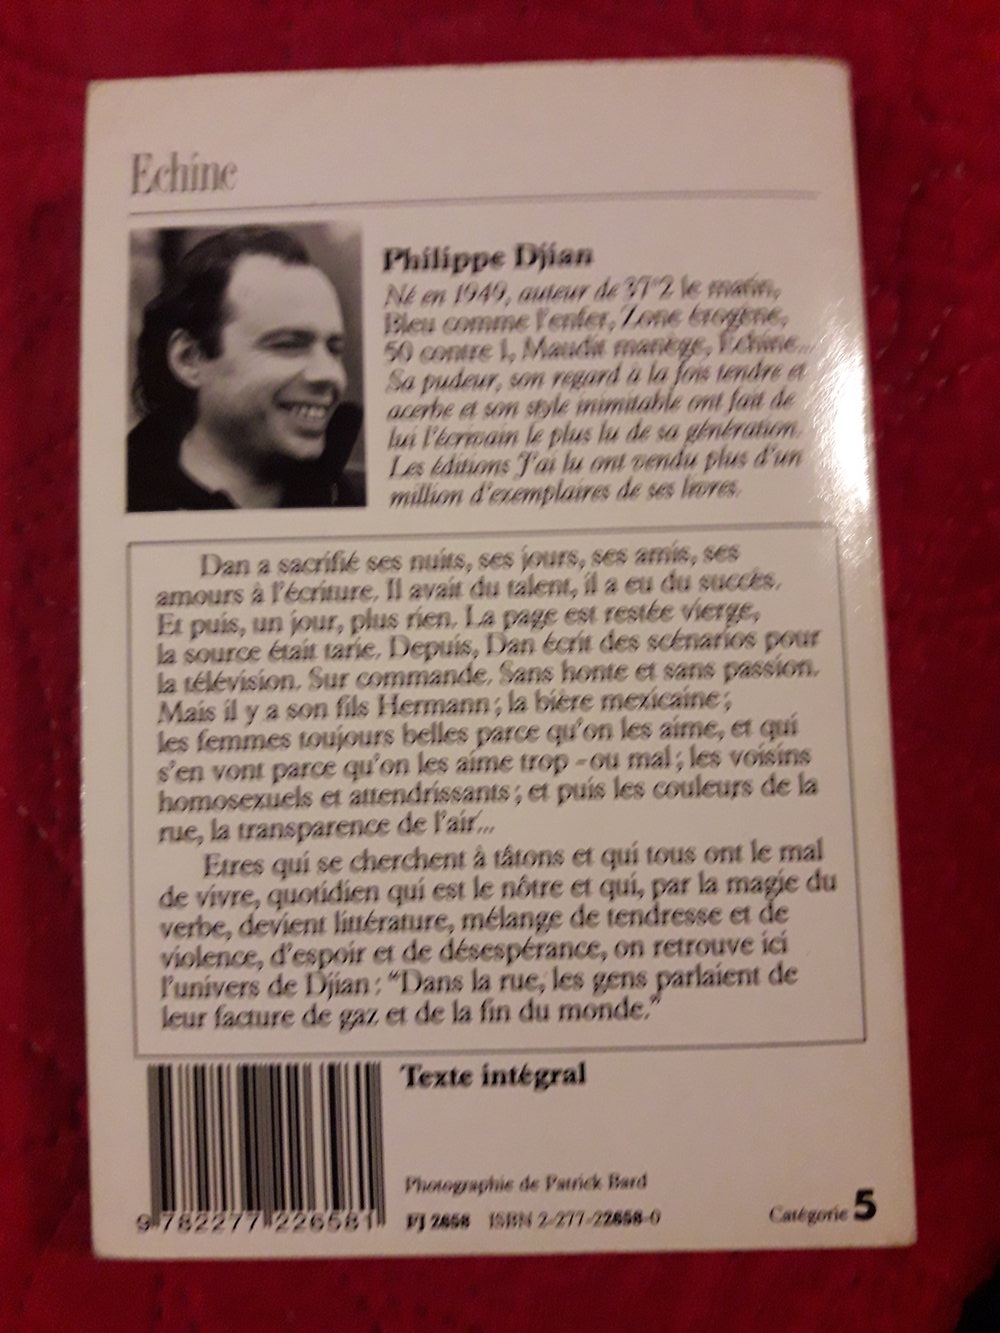 Echine
Philippe Djian
Né en 1949, auteur de 37°2 le matin,
Bleu comme l'enfer, Zone érogène,
50 contre 1, Maudit manège, Echine...
Sa pudeur, son regard à la fois tendre et
acerbe et son style inimitable ont fait de
lui l'écrivain le plus lu de sa génération.
Les éditions J'ai lu ont vendu plus d'un
million d'exemplaires de ses livres.
Dan a sacrifié ses nuits, ses jours, ses amis, ses
amours à l'écriture. Il avait du talent, il a eu du succès.
Et puis, un jour, plus rien. La page est restée vierge,
la source était tarie. Depuis, Dan écrit des scénarios pour
la télévision. Sur commande. Sans honte et sans passion.
Mais il y a son fils Hermann ; la bière mexicaine ;
les femmes toujours belles parce qu'on les aime, et qui
s'en vont parce qu'on les aime trop - ou mal ; les voisins
homosexuels et attendrissants ; et puis les couleurs de la
rue, la transparence de l'air...
Etres qui se cherchent à tâtons et qui tous ont le mal
de vivre, quotidien qui est le nôtre et qui, par la magie du
verbe, devient littérature, mélange de tendresse et de
violence, d'espoir et de désespérance, on retrouve ici
l'univers de Djian : "Dans la rue, les gens parlaient de
leur facture de gaz et de la fin du monde."
Texte intégral
Photographie de Patrick Bard
9 782277 226581
FJ 2658 ISBN 2-277-22658-0
Catégorie 5